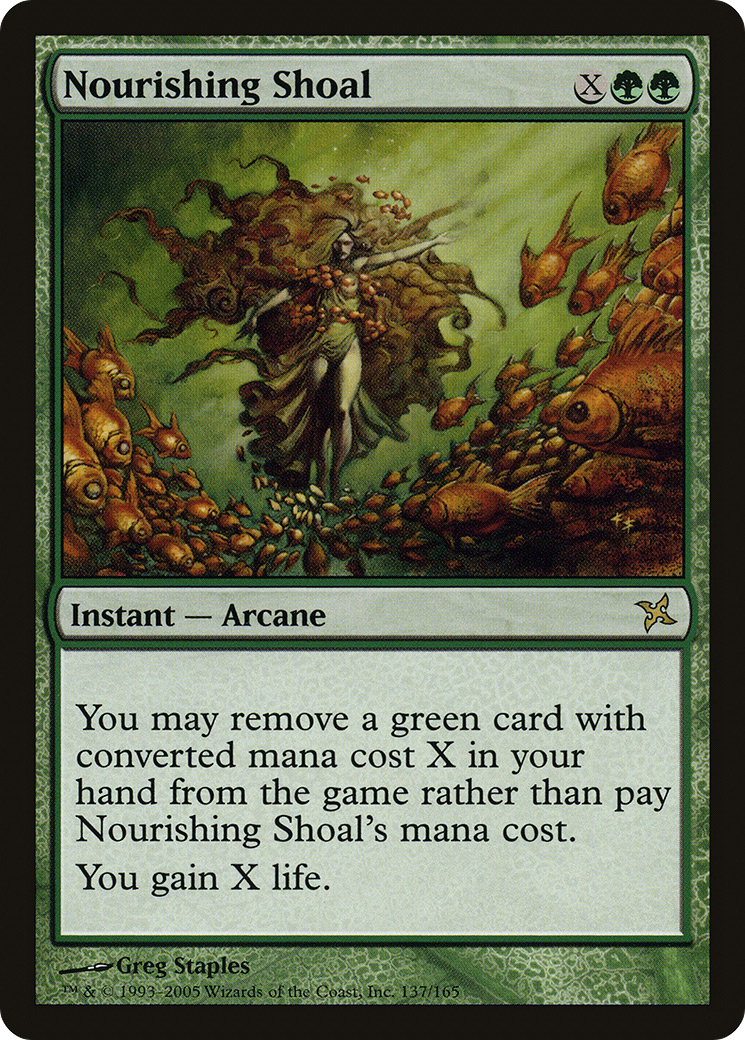 Nourishing Shoal X
Instant — Arcane
You may remove a green card with
converted mana cost X in your
hand from the game rather than pay
Nourishing Shoal's mana cost.
You gain X life.
Greg Staples
™ & © 1993–2005 Wizards of the Coast, Inc. 137/165